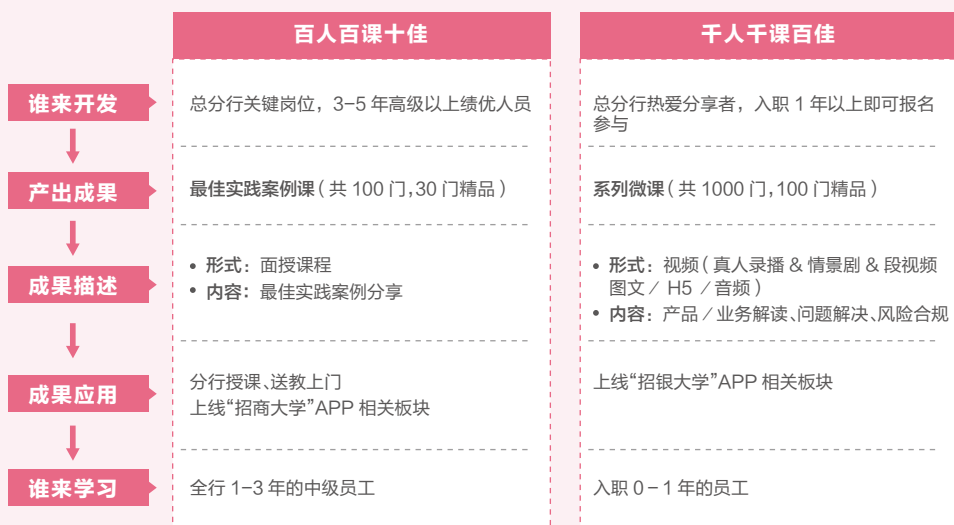 百人百课十佳
千人千课百佳
谁来开发
总分行关键岗位，3-5 年高级以上绩优人员
总分行热爱分享者，入职 1 年以上即可报名
参与
产出成果
最佳实践案例课（共 100 门,30 门精品）
系列微课（共 1000 门,100 门精品）
成果描述
• 形式：面授课程
• 内容：最佳实践案例分享
• 形式：视频（真人录播 & 情景剧 & 段视频
图文／ H5 ／音频）
• 内容：产品／业务解读、问题解决、风险合规
成果应用
分行授课、送教上门
上线“招商大学”APP 相关板块
上线“招银大学”APP 相关板块
谁来学习
全行 1-3 年的中级员工
入职 0－1 年的员工